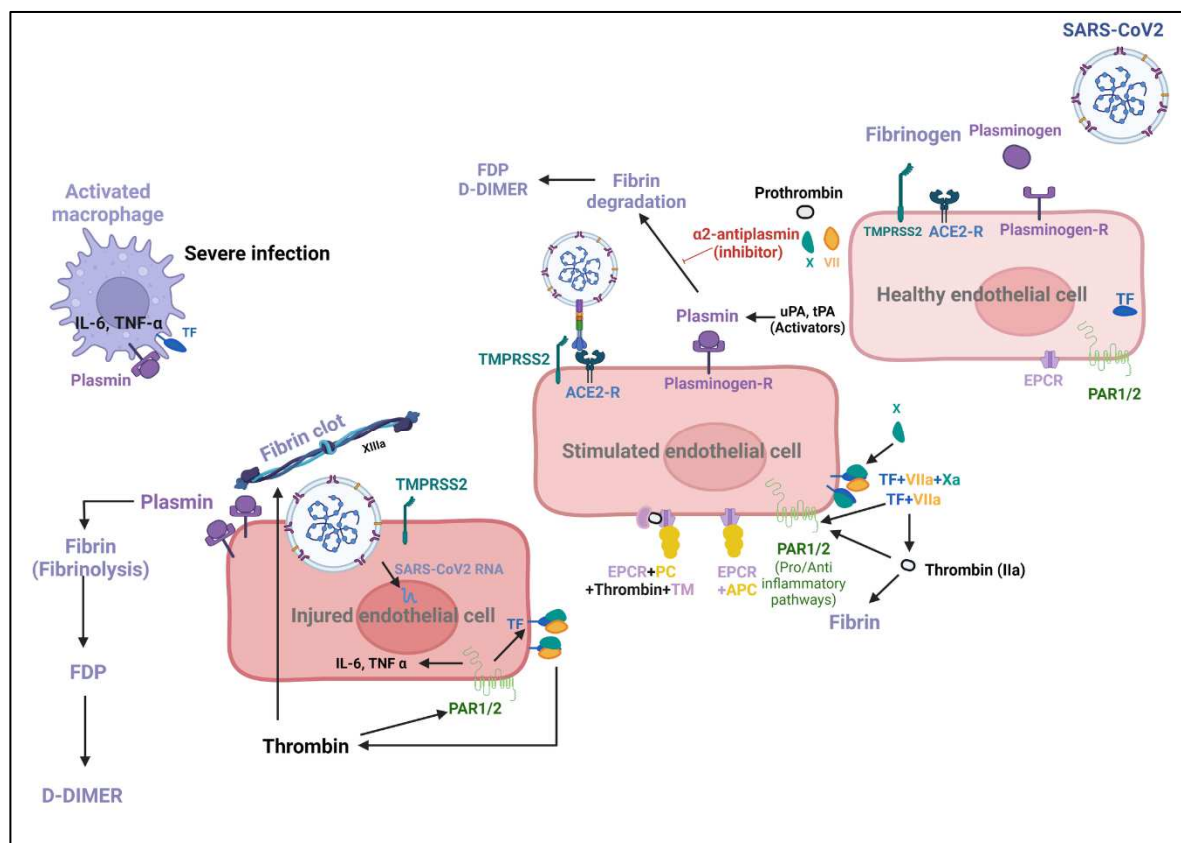 SARS-CoV2
Fibrinogen
Plasminogen
TMPRSS2
ACE2-R
Plasminogen-R
Healthy endothelial cell
TF
EPCR
PAR1/2
Prothrombin
X
VII
FDP
D-DIMER
Fibrin
degradation
α2-antiplasmin
(inhibitor)
Plasmin
uPA, tPA
(Activators)
TMPRSS2
ACE2-R
Plasminogen-R
Stimulated endothelial cell
X
TF+VIIa+Xa
TF+VIIa
PAR1/2
(Pro/Anti
inflammatory
pathways)
Thrombin (IIa)
Fibrin
EPCR+PC
+Thrombin+TM
EPCR
+APC
Activated
macrophage
Severe infection
IL-6, TNF-α
TF
Plasmin
Fibrin clot
XIIIa
TMPRSS2
Plasmin
SARS-CoV2 RNA
Injured endothelial cell
TF
IL-6, TNF α
PAR1/2
Thrombin
Fibrin
(Fibrinolysis)
FDP
D-DIMER